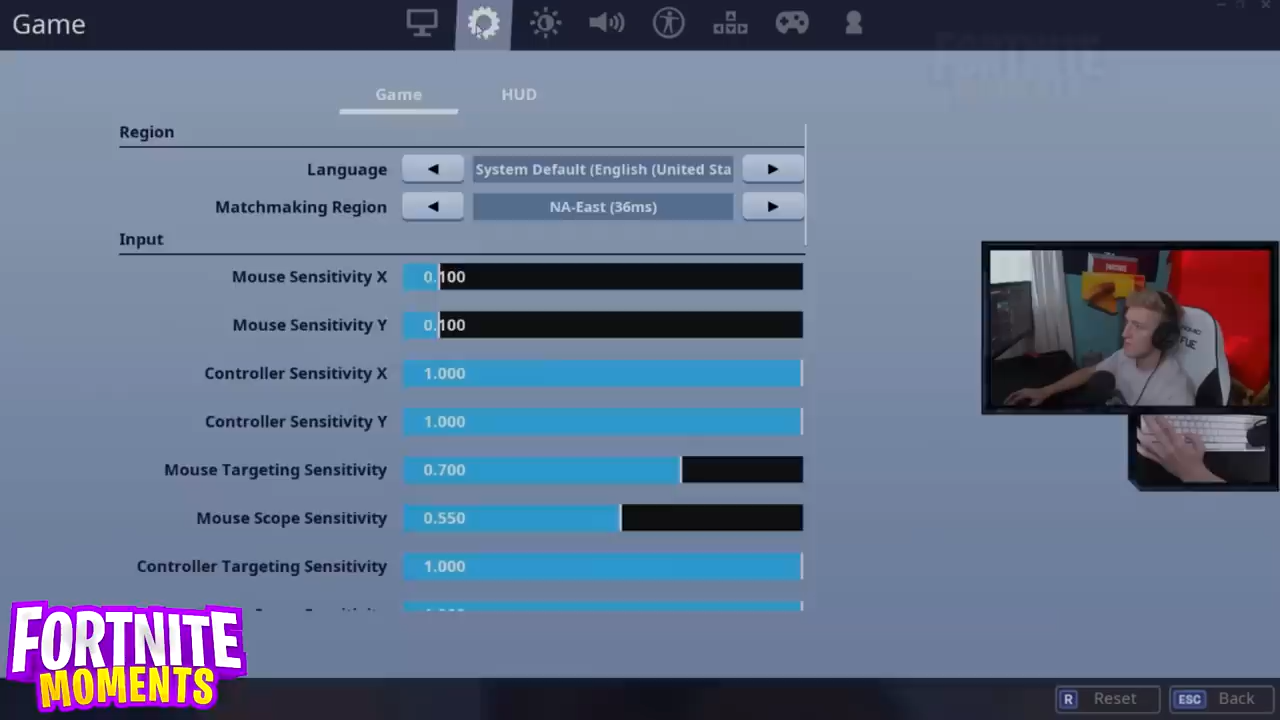 Game
Game
HUD
Region
Language
System Default (English (United Sta
Matchmaking Region
NA-East (36ms)
Input
Mouse Sensitivity X
0.100
Mouse Sensitivity Y
0.100
Controller Sensitivity X
1.000
Controller Sensitivity Y
1.000
Mouse Targeting Sensitivity
0.700
Mouse Scope Sensitivity
0.550
Controller Targeting Sensitivity
1.000
FORTNITE
MOMENTS
R
Reset
ESC
Back